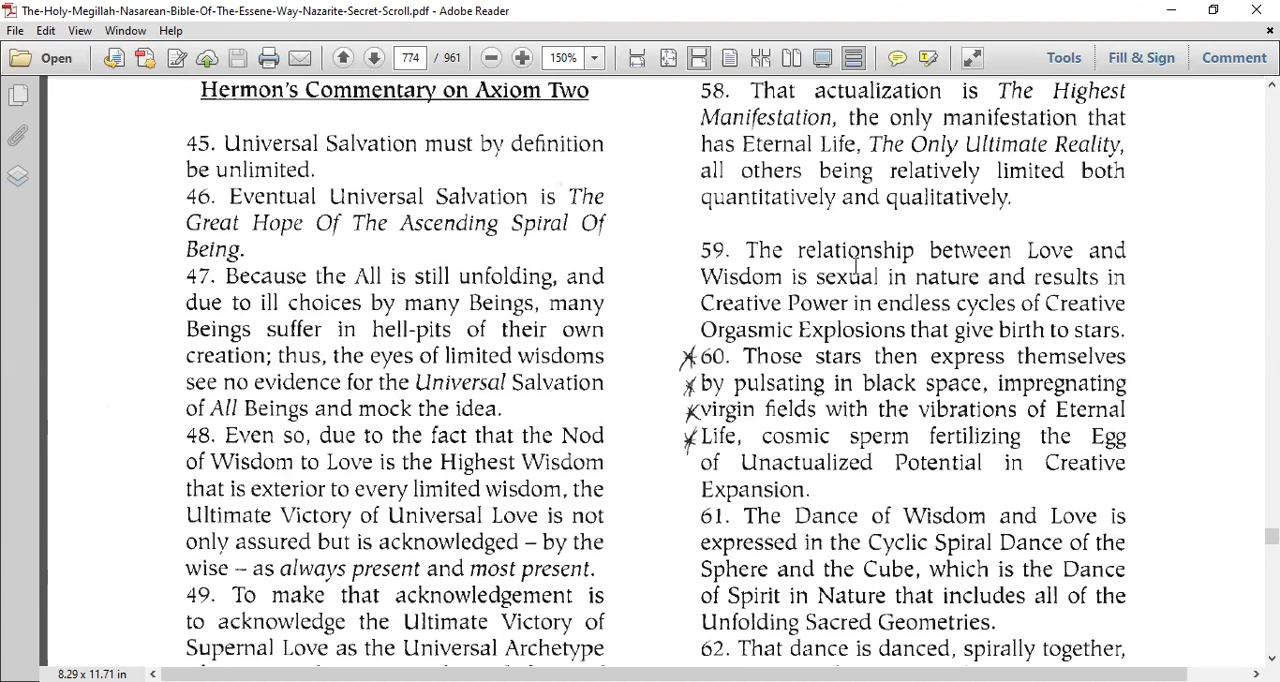 The-Holy-Megillah-Nasarean-Bible-Of-The-Essene-Way-Nazarite-Secret-Scroll.pdf - Adobe Reader
File Edit View Window Help
Open 774 / 961 150% Tools Fill & Sign Comment
Hermon's Commentary on Axiom Two
45. Universal Salvation must by definition
be unlimited.
46. Eventual Universal Salvation is The
Great Hope Of The Ascending Spiral Of
Being.
47. Because the All is still unfolding, and
due to ill choices by many Beings, many
Beings suffer in hell-pits of their own
creation; thus, the eyes of limited wisdoms
see no evidence for the Universal Salvation
of All Beings and mock the idea.
48. Even so, due to the fact that the Nod
of Wisdom to Love is the Highest Wisdom
that is exterior to every limited wisdom, the
Ultimate Victory of Universal Love is not
only assured but is acknowledged – by the
wise – as always present and most present.
49. To make that acknowledgement is
to acknowledge the Ultimate Victory of
Supernal Love as the Universal Archetype
58. That actualization is The Highest
Manifestation, the only manifestation that
has Eternal Life, The Only Ultimate Reality,
all others being relatively limited both
quantitatively and qualitatively.
59. The relationship between Love and
Wisdom is sexual in nature and results in
Creative Power in endless cycles of Creative
Orgasmic Explosions that give birth to stars.
60. Those stars then express themselves
by pulsating in black space, impregnating
virgin fields with the vibrations of Eternal
Life, cosmic sperm fertilizing the Egg
of Unactualized Potential in Creative
Expansion.
61. The Dance of Wisdom and Love is
expressed in the Cyclic Spiral Dance of the
Sphere and the Cube, which is the Dance
of Spirit in Nature that includes all of the
Unfolding Sacred Geometries.
62. That dance is danced, spirally together,
8.29 x 11.71 in